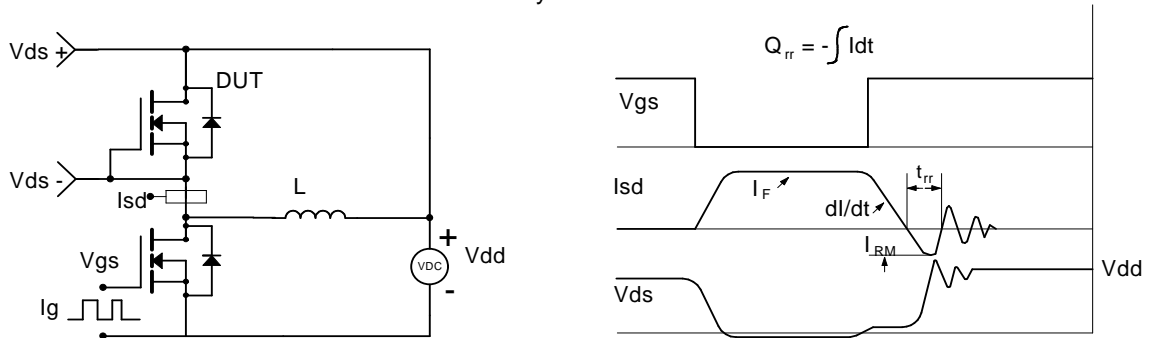 Vds +
DUT
Vds -
Isd
L
Vgs
Ig
+
VDC
-
Vdd
Q rr = -∫Idt
Vgs
Isd
I F
dI/dt
t rr
I RM
Vds
Vdd